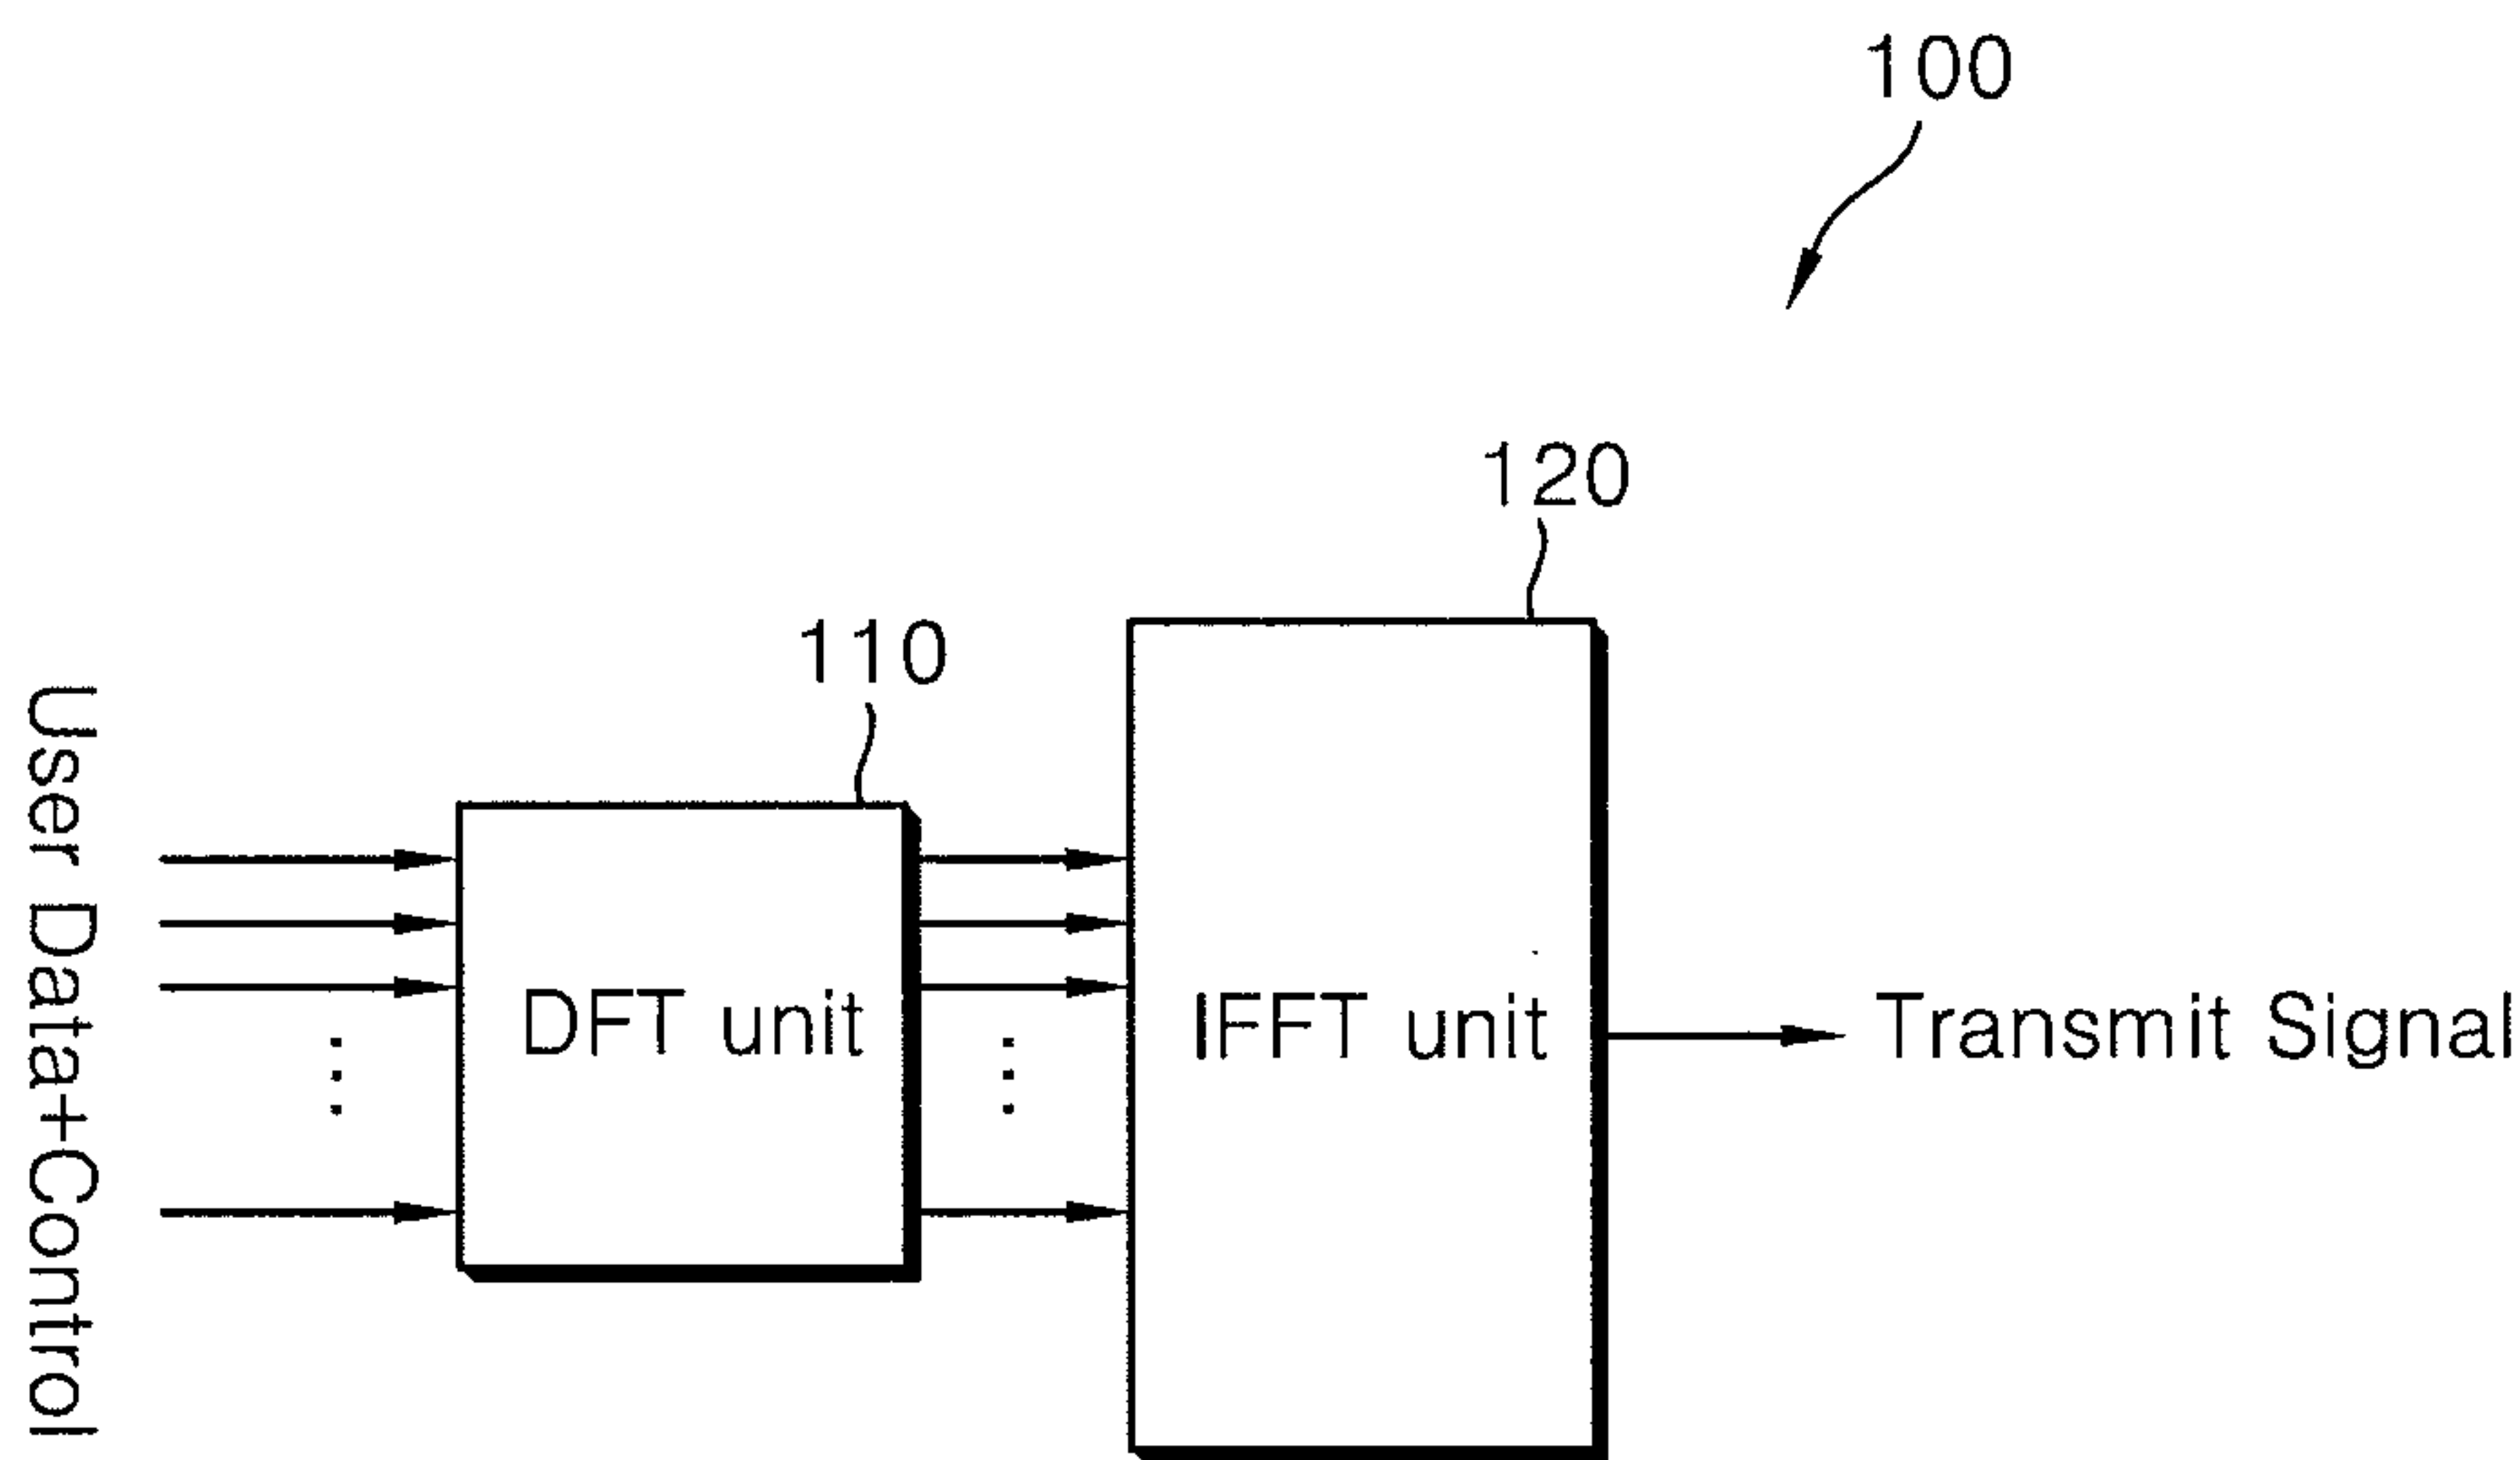 100
120
110
User Data+Control
DFT unit
IFFT unit
Transmit Signal